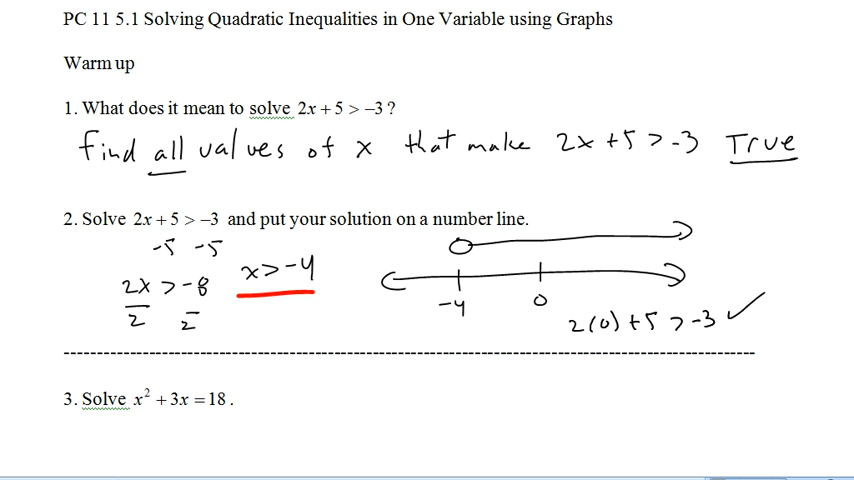 PC 11 5.1 Solving Quadratic Inequalities in One Variable using Graphs
Warm up
1. What does it mean to solve 2x + 5 > –3 ?
find all values of x that make 2x + 5 > -3 True
2. Solve 2x + 5 > –3 and put your solution on a number line.
-5 -5
2x > -8
2 2
x > -4
-4 0
2(0) + 5 > -3 ✓
3. Solve x² + 3x = 18 .